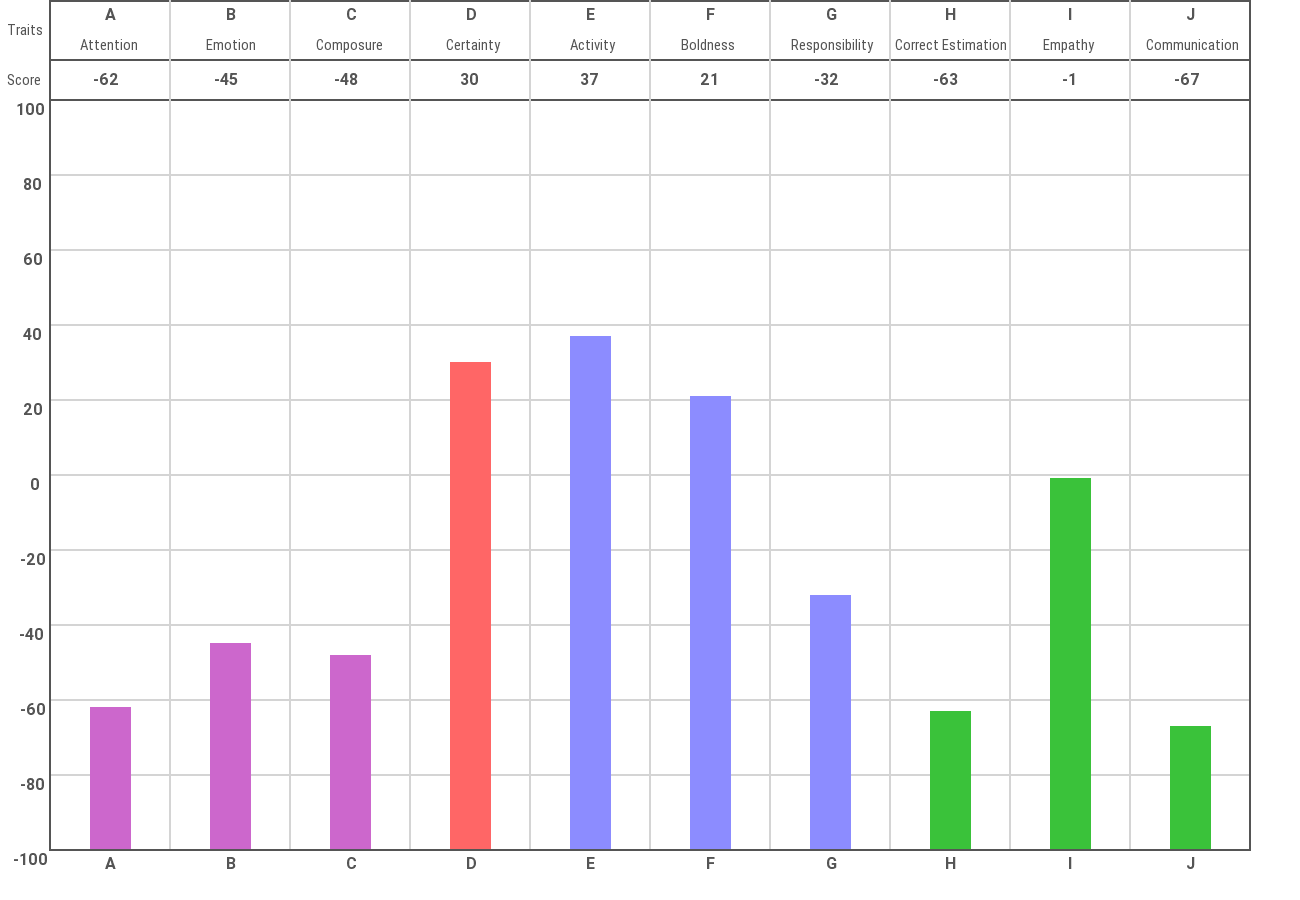 A B C D E F G H I J
Traits
Attention Emotion Composure Certainty Activity Boldness Responsibility Correct Estimation Empathy Communication
Score -62 -45 -48 30 37 21 -32 -63 -1 -67
100
80
60
40
20
0
-20
-40
-60
-80
-100
A B C D E F G H I J